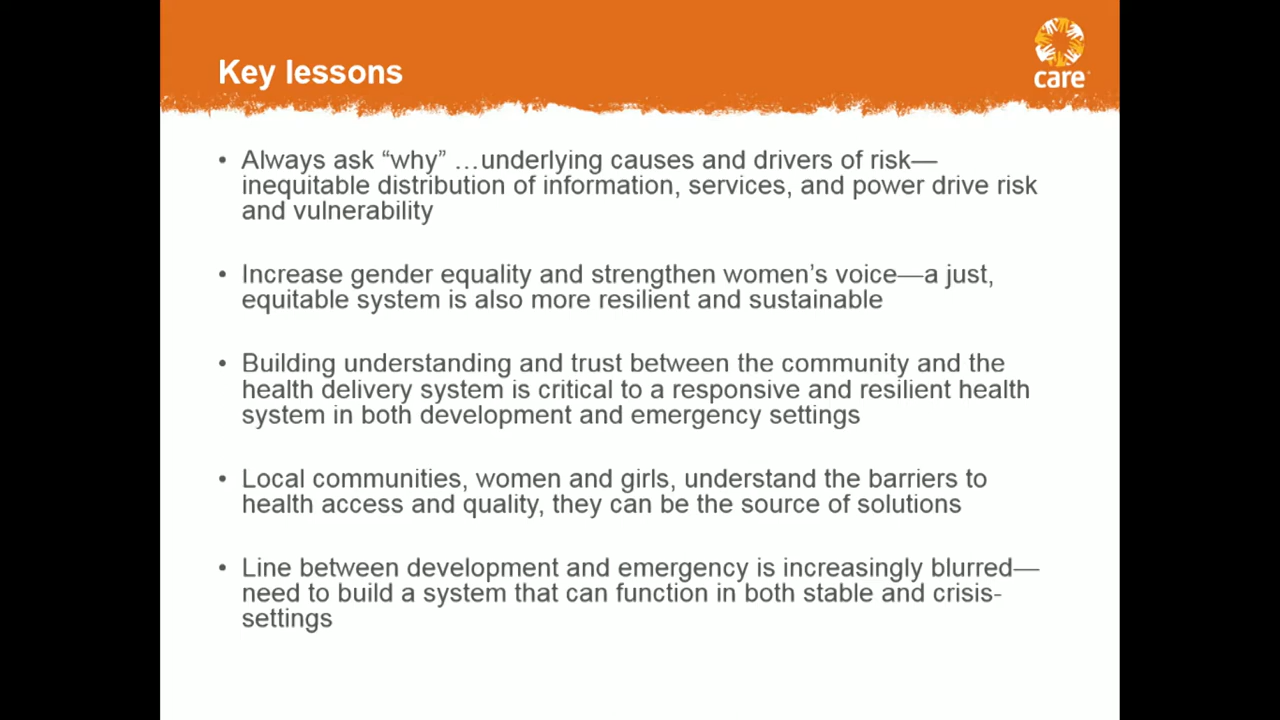 Key lessons
care
• Always ask “why” …underlying causes and drivers of risk—
inequitable distribution of information, services, and power drive risk
and vulnerability
• Increase gender equality and strengthen women’s voice—a just,
equitable system is also more resilient and sustainable
• Building understanding and trust between the community and the
health delivery system is critical to a responsive and resilient health
system in both development and emergency settings
• Local communities, women and girls, understand the barriers to
health access and quality, they can be the source of solutions
• Line between development and emergency is increasingly blurred—
need to build a system that can function in both stable and crisis-
settings